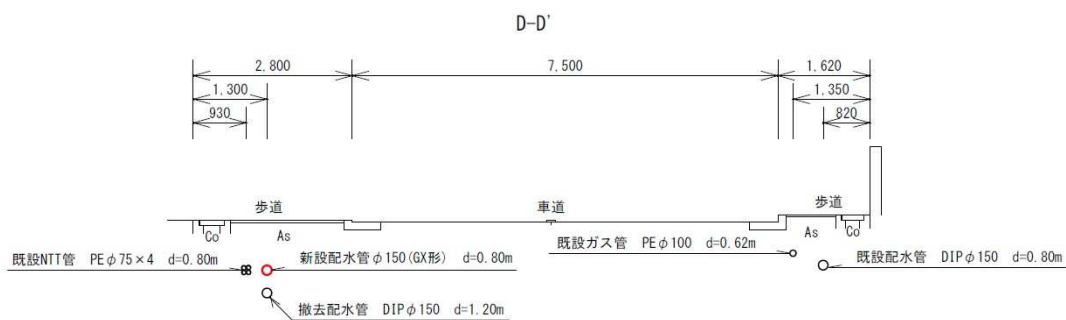 D-D'
2,800 7,500 1,620
1,300 1,350
930 820
歩道 車道 歩道
Co As As Co
既設NTT管 PEφ75×4 d=0.80m
新設配水管φ150(GX形) d=0.80m
既設ガス管 PEφ100 d=0.62m
既設配水管 DIPφ150 d=0.80m
撤去配水管 DIPφ150 d=1.20m